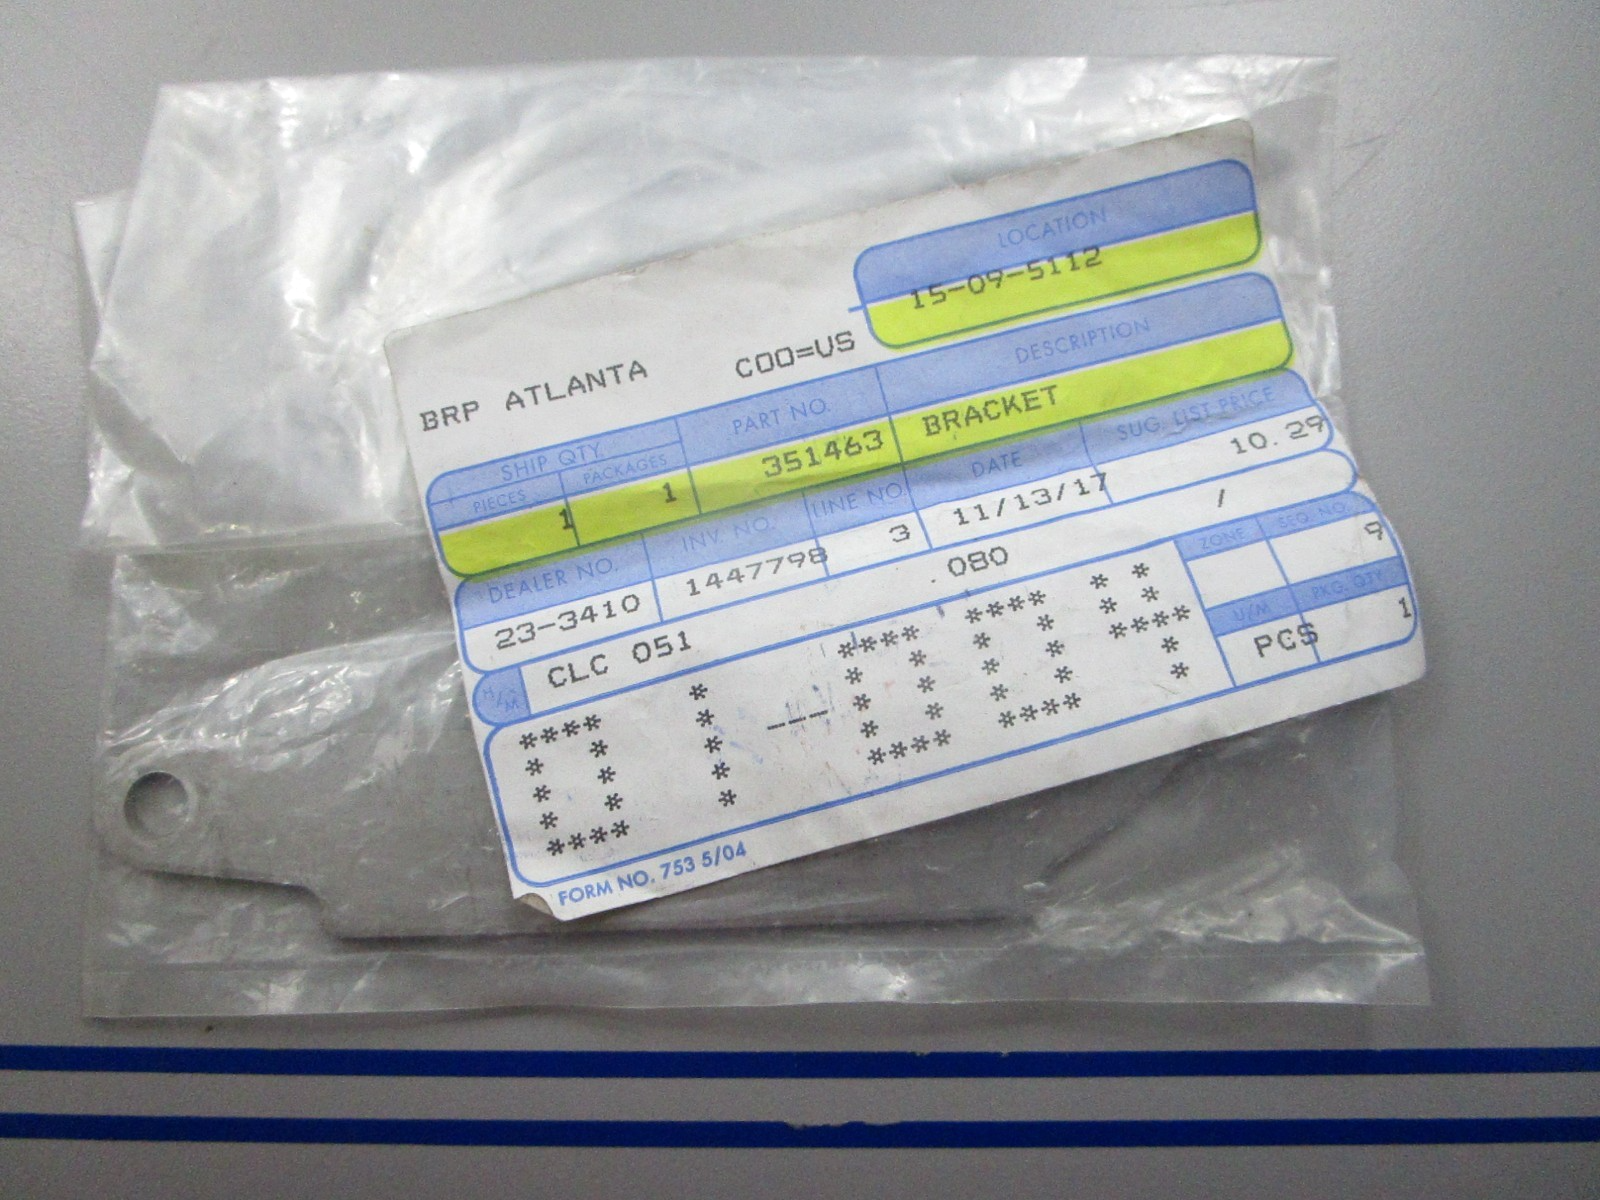 LOCATION
15-09-5112
BRP ATLANTA COO=US
SHIP QTY. PART NO. DESCRIPTION
PIECES PACKAGES
1 1 351463 BRACKET
DEALER NO. INV. NO. LINE NO. DATE SUG. LIST PRICE
23-3410 1447798 3 11/13/17 10.29
H/M CLC 051 .080 /
ZONE SEQ. NO.
9
U/M PKG. QTY.
PCS 1
01---004
FORM NO. 753 5/04